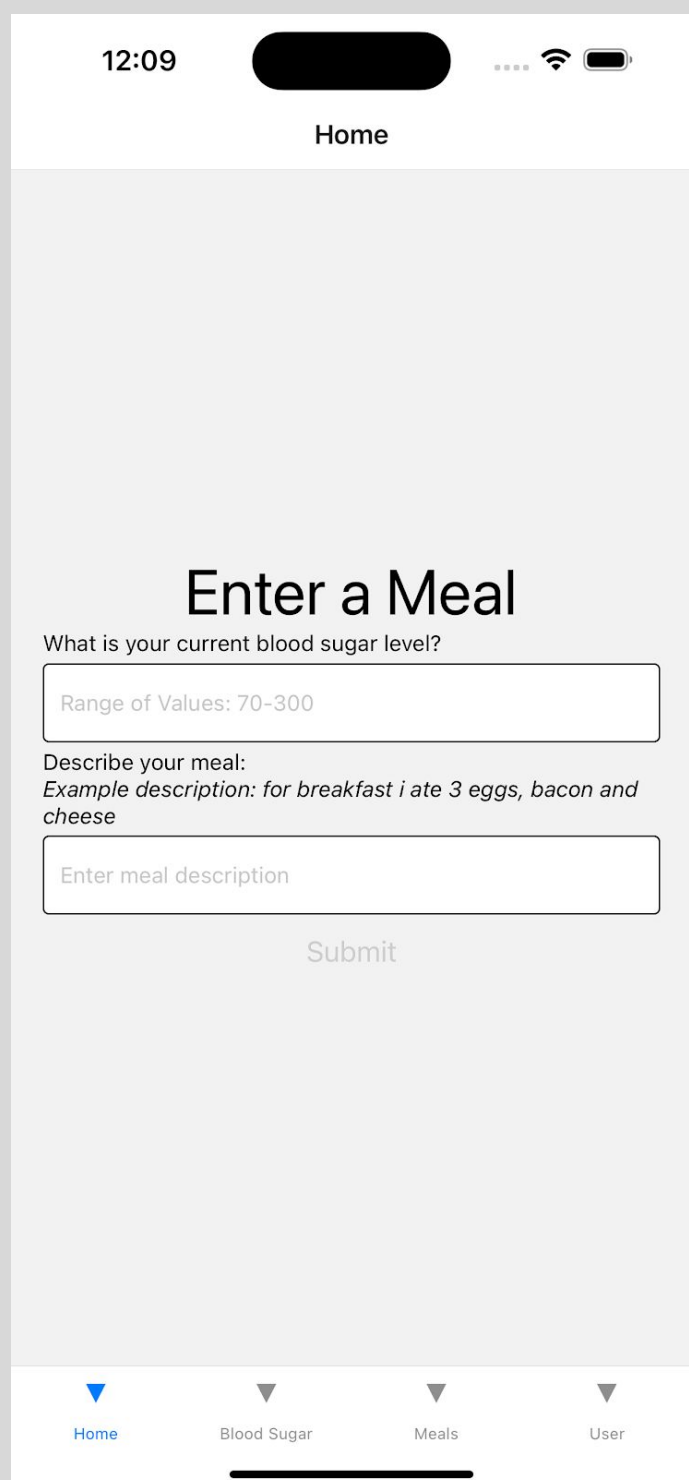 12:09
Home
Enter a Meal
What is your current blood sugar level?
Range of Values: 70-300
Describe your meal:
Example description: for breakfast i ate 3 eggs, bacon and
cheese
Enter meal description
Submit
Home
Blood Sugar
Meals
User